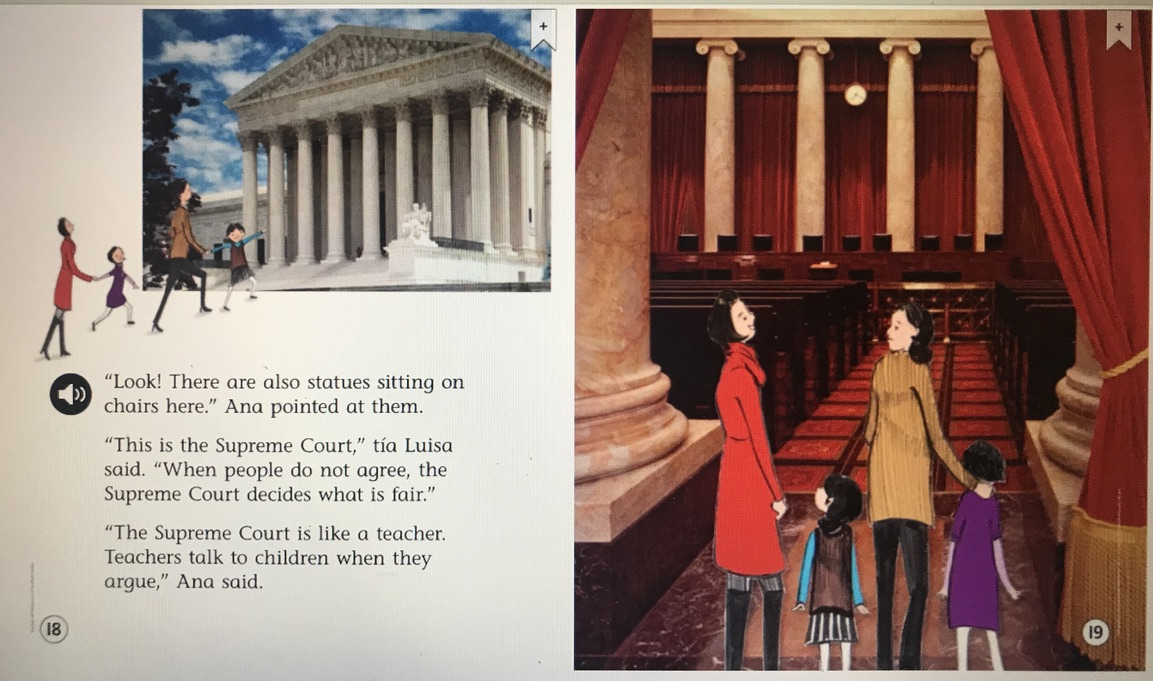 “Look! There are also statues sitting on
chairs here.” Ana pointed at them.
“This is the Supreme Court,” tía Luisa
said. “When people do not agree, the
Supreme Court decides what is fair.”
“The Supreme Court is like a teacher.
Teachers talk to children when they
argue,” Ana said.
18
19